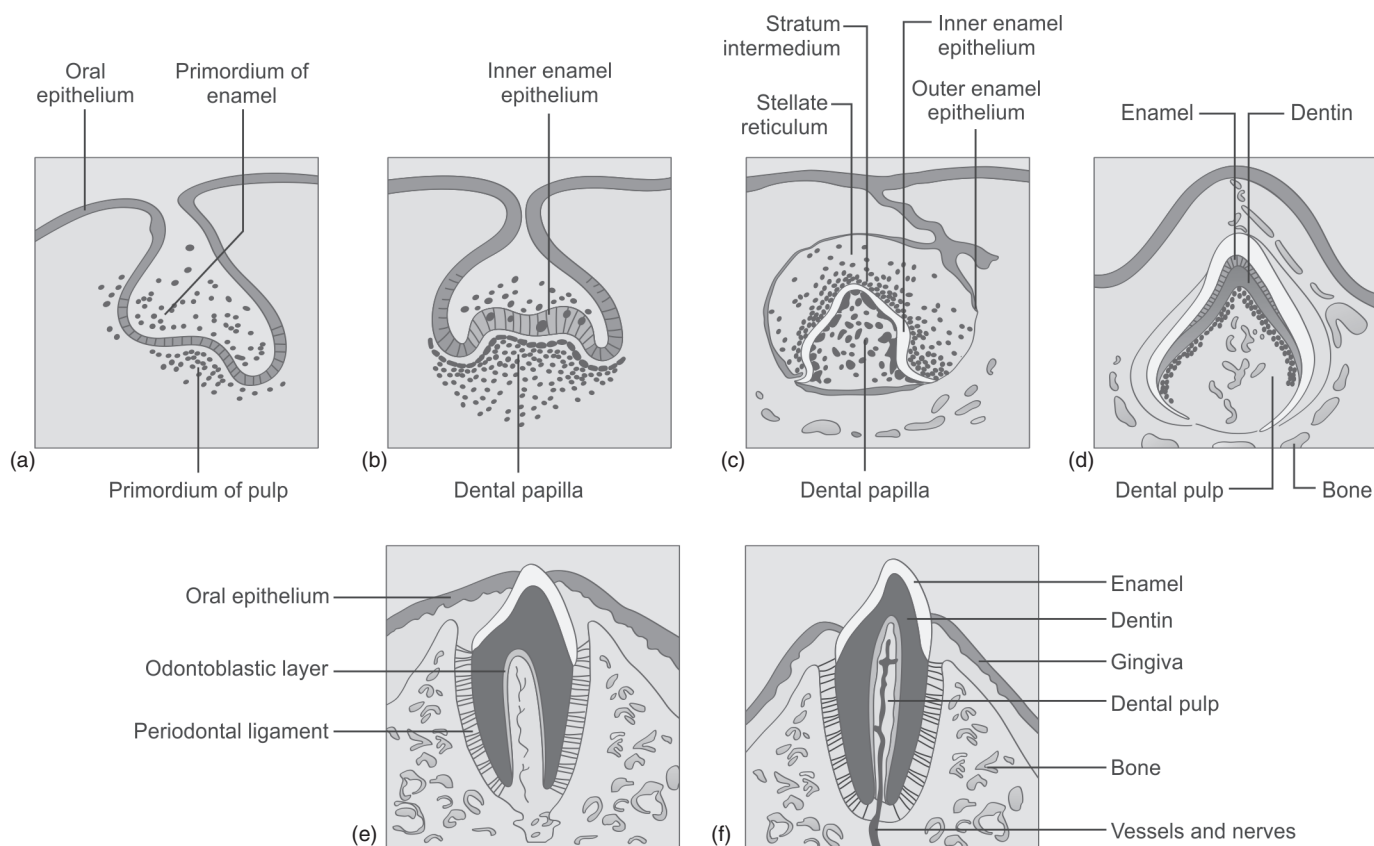 Oral
epithelium
Primordium of
enamel
Primordium of pulp
(a)
Inner enamel
epithelium
Dental papilla
(b)
Stratum
intermedium
Inner enamel
epithelium
Stellate
reticulum
Outer enamel
epithelium
Dental papilla
(c)
Enamel
Dentin
Dental pulp
Bone
(d)
Oral epithelium
Odontoblastic layer
Periodontal ligament
(e)
Enamel
Dentin
Gingiva
Dental pulp
Bone
Vessels and nerves
(f)